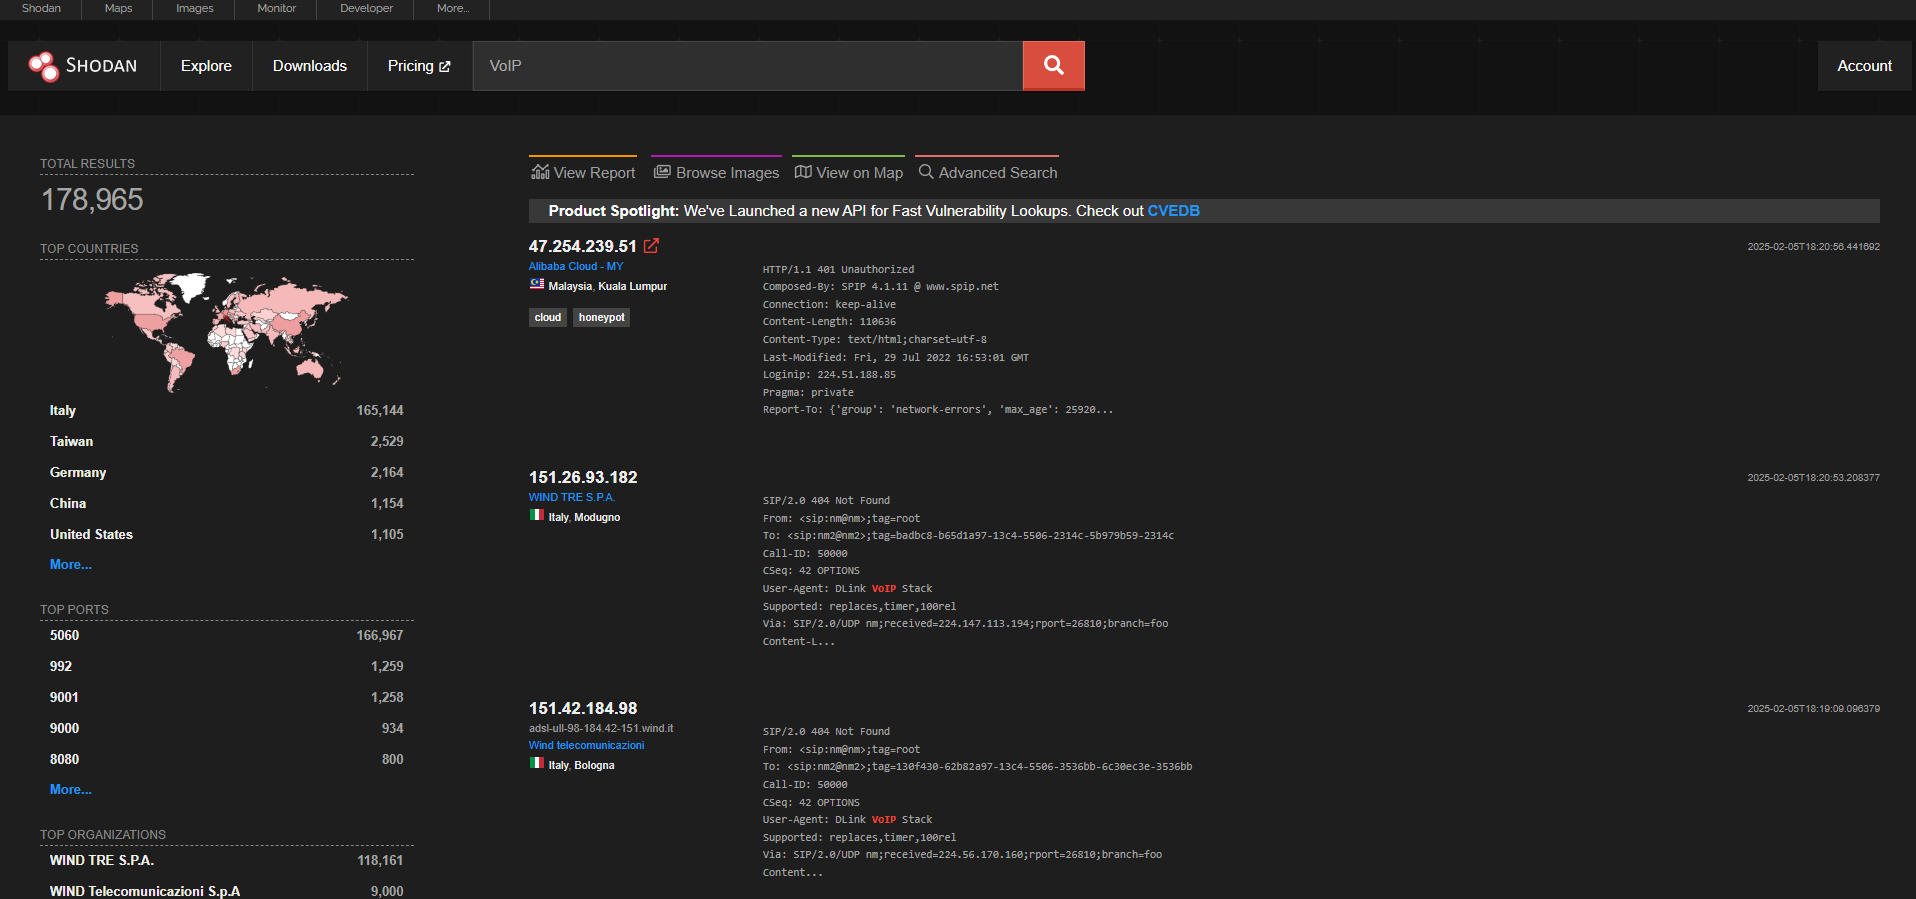 Shodan Maps Images Monitor Developer More...
SHODAN Explore Downloads Pricing VoIP Account
TOTAL RESULTS
178,965
TOP COUNTRIES
Italy 165,144
Taiwan 2,529
Germany 2,164
China 1,154
United States 1,105
More...
TOP PORTS
5060 166,967
992 1,259
9001 1,258
9000 934
8080 800
More...
TOP ORGANIZATIONS
WIND TRE S.P.A. 118,161
WIND Telecomunicazioni S.p.A 9,000
View Report Browse Images View on Map Advanced Search
Product Spotlight: We've Launched a new API for Fast Vulnerability Lookups. Check out CVEDB
47.254.239.51
Alibaba Cloud - MY
Malaysia, Kuala Lumpur
cloud honeypot
2025-02-05T18:20:56.441692
HTTP/1.1 401 Unauthorized
Composed-By: SPIP 4.1.11 @ www.spip.net
Connection: keep-alive
Content-Length: 110636
Content-Type: text/html;charset=utf-8
Last-Modified: Fri, 29 Jul 2022 16:53:01 GMT
Loginip: 224.51.188.85
Pragma: private
Report-To: {'group': 'network-errors', 'max_age': 25920...
151.26.93.182
WIND TRE S.P.A.
Italy, Modugno
2025-02-05T18:20:53.208377
SIP/2.0 404 Not Found
From: <sip:nm@nm>;tag=root
To: <sip:nm2@nm2>;tag=badbc8-b65d1a97-13c4-5506-2314c-5b979b59-2314c
Call-ID: 50000
CSeq: 42 OPTIONS
User-Agent: DLink VoIP Stack
Supported: replaces,timer,100rel
Via: SIP/2.0/UDP nm;received=224.147.113.194;rport=26810;branch=foo
Content-L...
151.42.184.98
adsl-ull-98-184.42-151.wind.it
Wind telecomunicazioni
Italy, Bologna
2025-02-05T18:19:09.096379
SIP/2.0 404 Not Found
From: <sip:nm@nm>;tag=root
To: <sip:nm2@nm2>;tag=130f430-62b82a97-13c4-5506-3536bb-6c30ec3e-3536bb
Call-ID: 50000
CSeq: 42 OPTIONS
User-Agent: DLink VoIP Stack
Supported: replaces,timer,100rel
Via: SIP/2.0/UDP nm;received=224.56.170.160;rport=26810;branch=foo
Content...